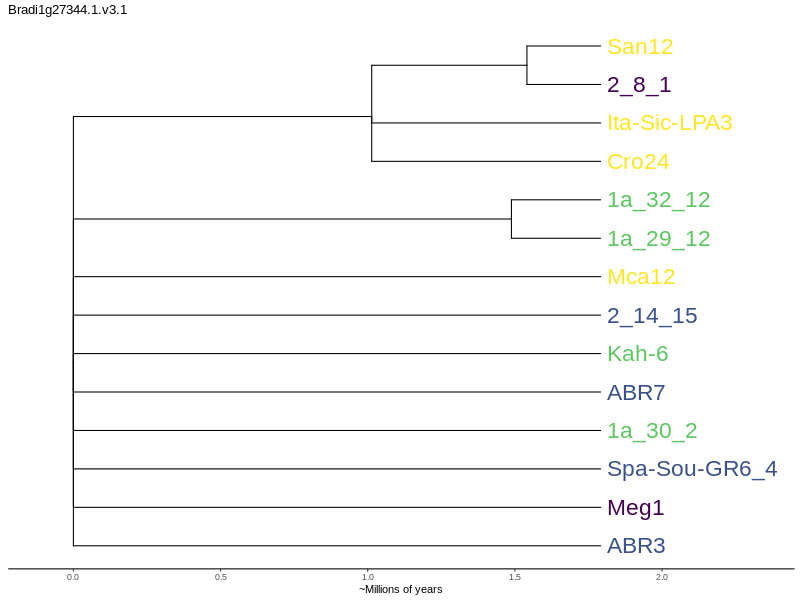 Bradi1g27344.1.v3.1
San12
2_8_1
Ita-Sic-LPA3
Cro24
1a_32_12
1a_29_12
Mca12
2_14_15
Kah-6
ABR7
1a_30_2
Spa-Sou-GR6_4
Meg1
ABR3
0.0 0.5 1.0 1.5 2.0
~Millions of years